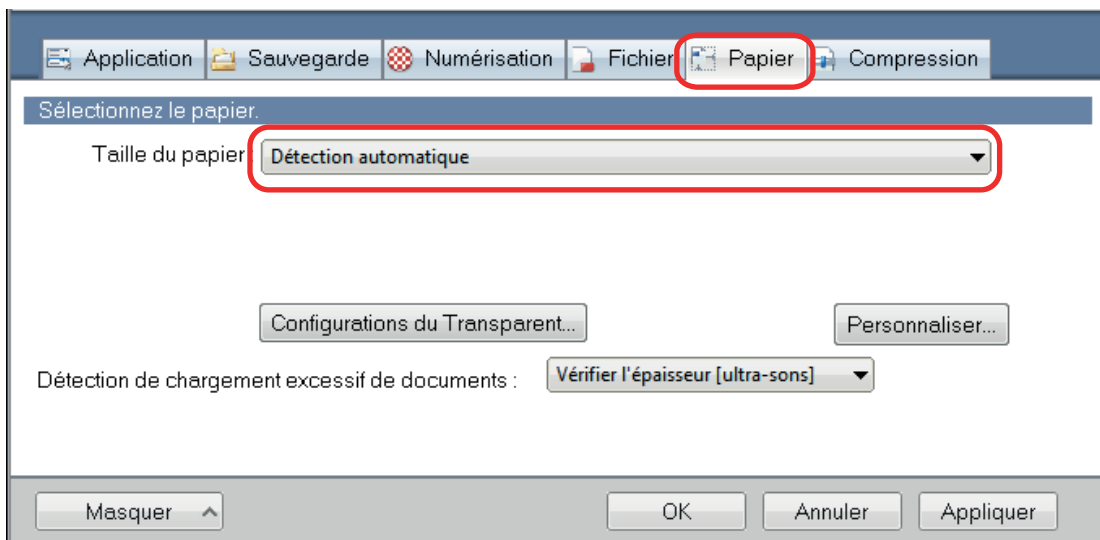 Application Sauvegarde Numérisation Fichier Papier Compression
Sélectionnez le papier.
Taille du papier : Détection automatique
Configurations du Transparent... Personnaliser...
Détection de chargement excessif de documents : Vérifier l'épaisseur [ultra-sons]
Masquer OK Annuler Appliquer